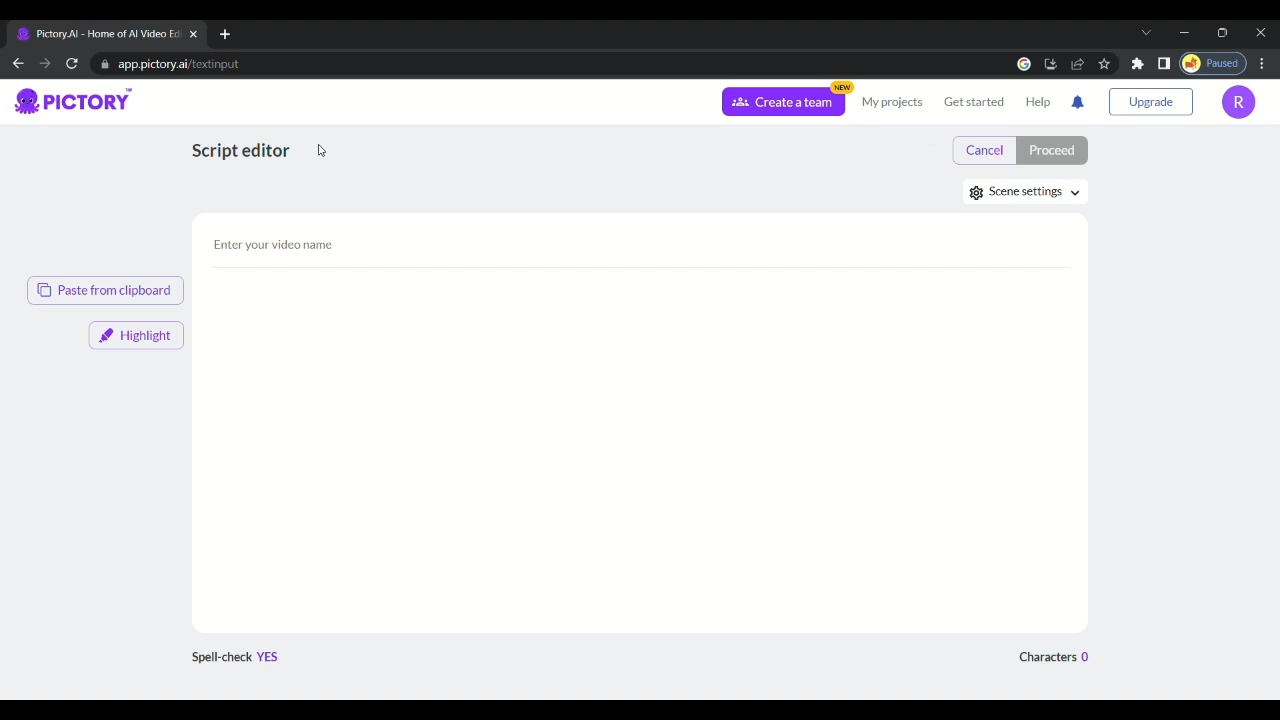 Pictory.AI - Home of AI Video Ed
app.pictory.ai/textinput
Paused
PICTORY™
Create a team
NEW
My projects
Get started
Help
Upgrade
R
Script editor
Cancel
Proceed
Scene settings
Enter your video name
Paste from clipboard
Highlight
Spell-check YES
Characters 0